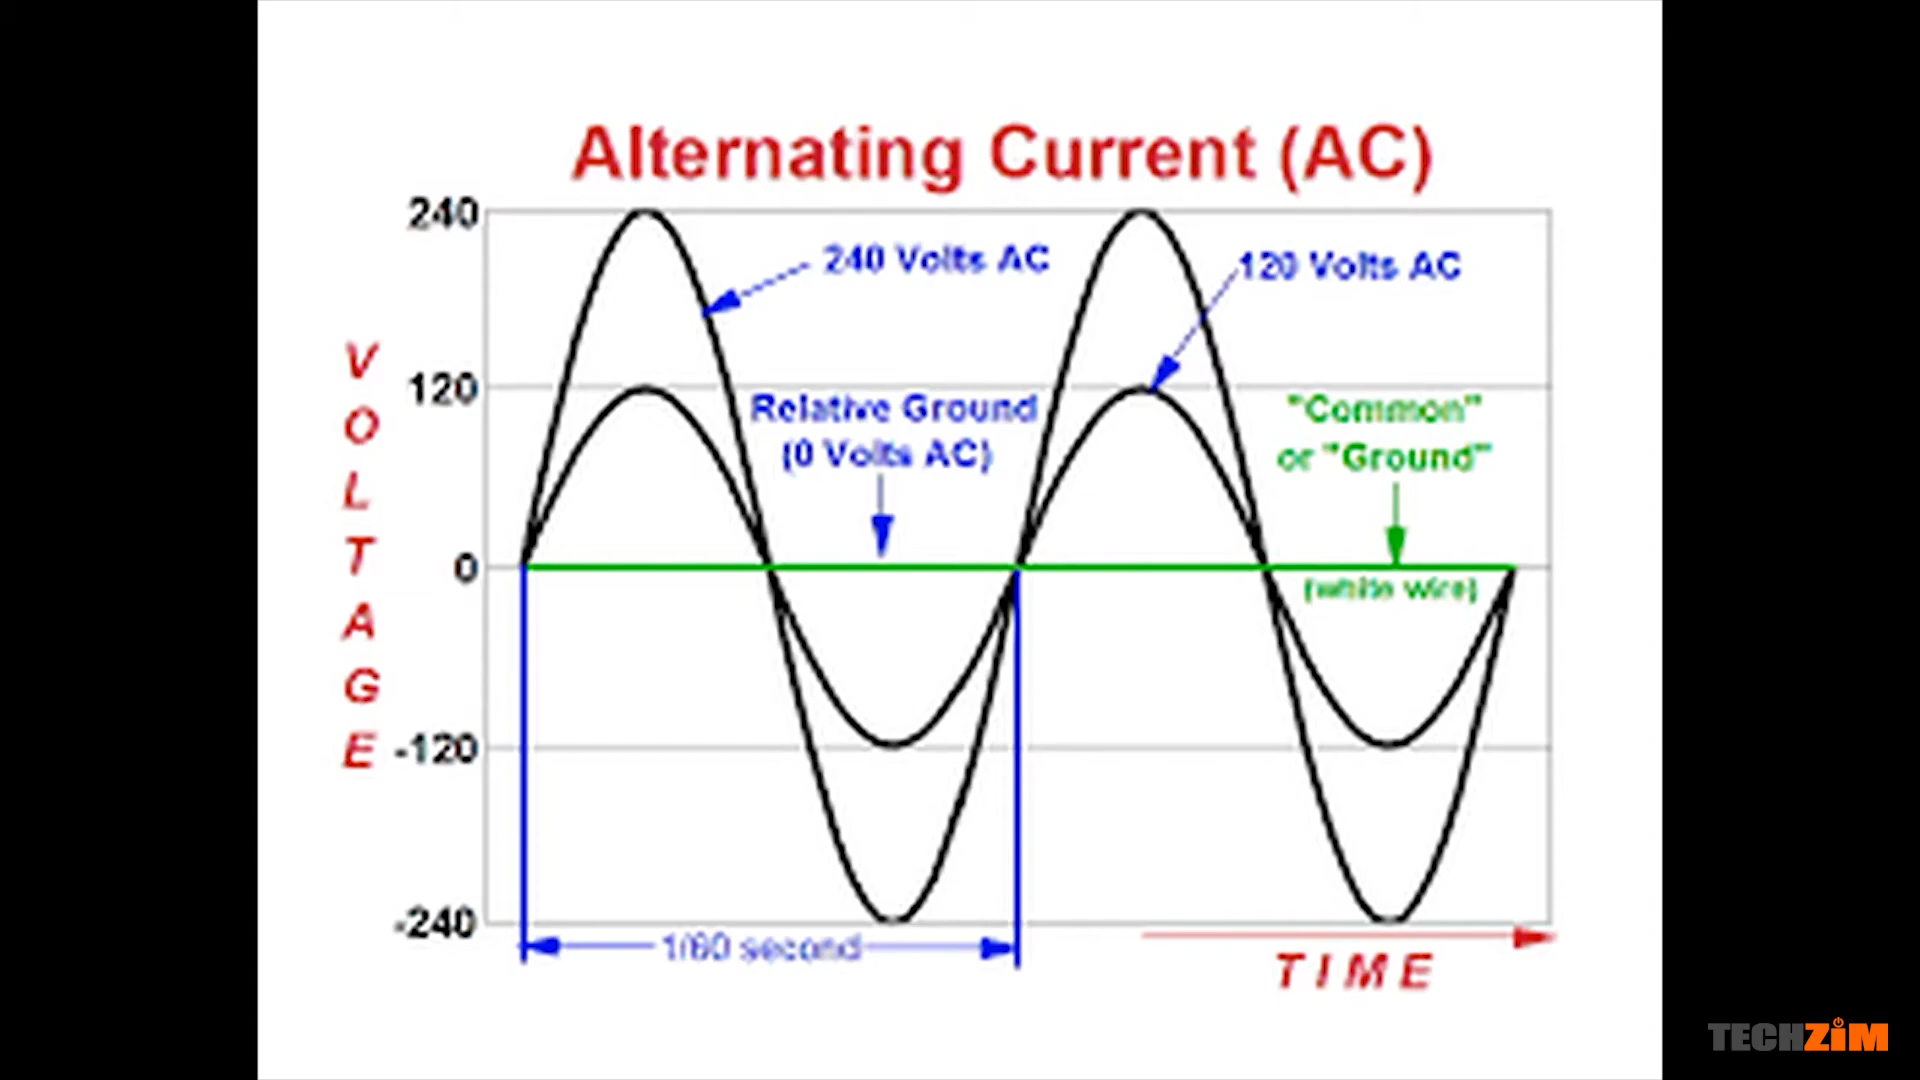 Alternating Current (AC)
240
240 Volts AC
120 Volts AC
VOLTAGE
120
Relative Ground
(0 Volts AC)
"Common"
or "Ground"
0
(white wire)
-120
-240
1/60 second
TIME
TECHZiM